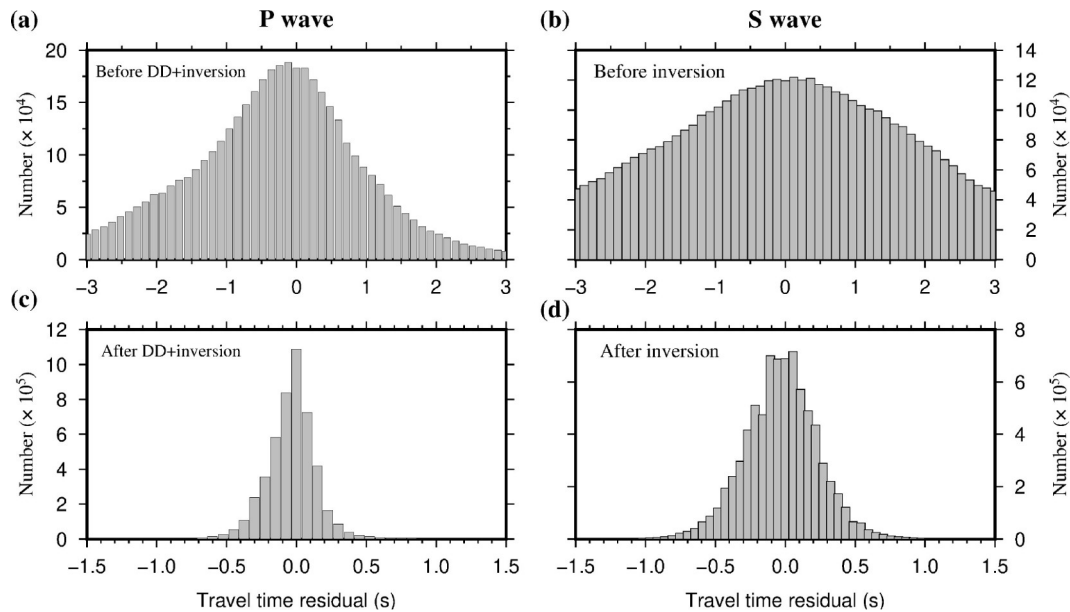 (a) P wave (b) S wave
Before DD+inversion
Before inversion
Number (× 10⁴)
20
15
10
5
0
14
12
10
8
6
4
2
0
Number (× 10⁴)
−3 −2 −1 0 1 2 3
−3 −2 −1 0 1 2 3
(c) (d)
After DD+inversion
After inversion
Number (× 10⁵)
12
10
8
6
4
2
0
8
6
4
2
0
Number (× 10⁵)
−1.5 −1.0 −0.5 0.0 0.5 1.0 1.5
−1.5 −1.0 −0.5 0.0 0.5 1.0 1.5
Travel time residual (s)
Travel time residual (s)